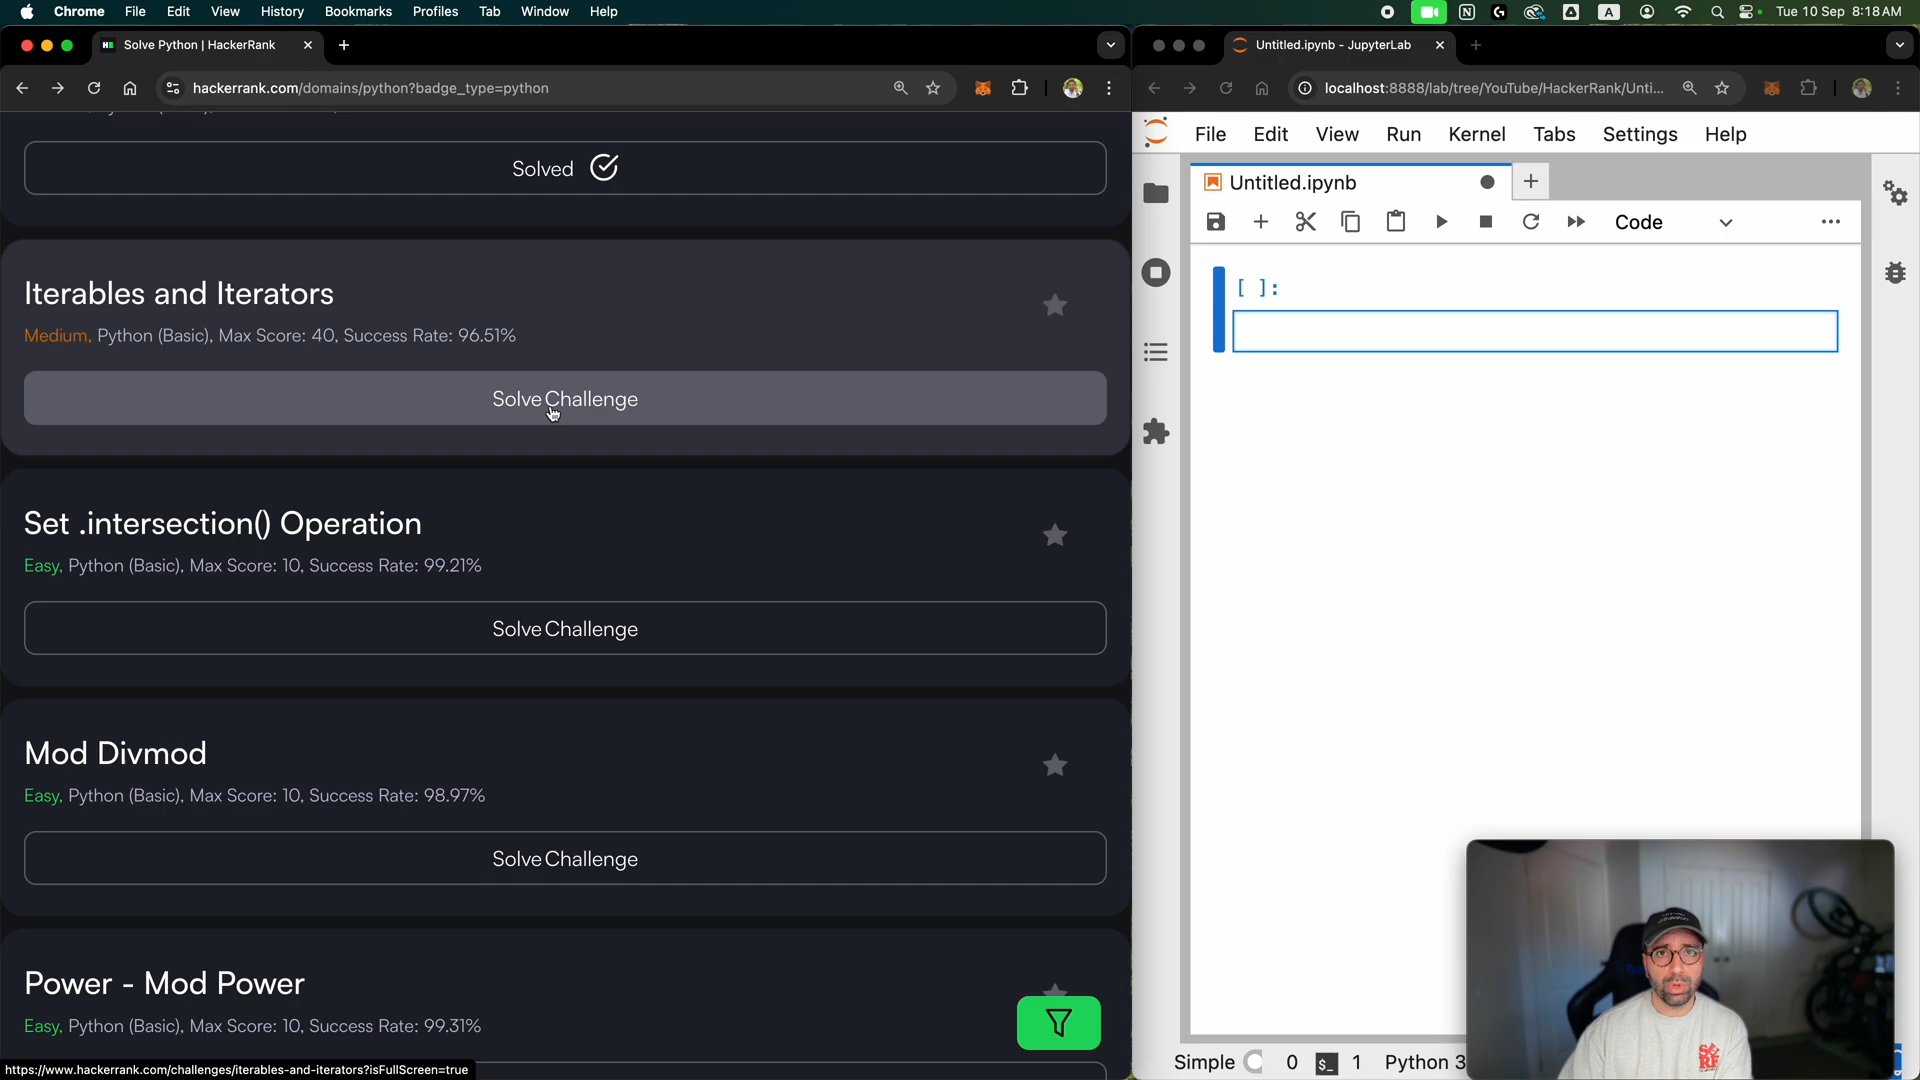 Chrome File Edit View History Bookmarks Profiles Tab Window Help
N G A Tue 10 Sep 8:18 AM
Solve Python | HackerRank
Untitled.ipynb - JupyterLab
hackerrank.com/domains/python?badge_type=python
localhost:8888/lab/tree/YouTube/HackerRank/Unti...
File Edit View Run Kernel Tabs Settings Help
Solved
Untitled.ipynb
Code
[ ]:
Iterables and Iterators
Medium, Python (Basic), Max Score: 40, Success Rate: 96.51%
Solve Challenge
Set .intersection() Operation
Easy, Python (Basic), Max Score: 10, Success Rate: 99.21%
Solve Challenge
Mod Divmod
Easy, Python (Basic), Max Score: 10, Success Rate: 98.97%
Solve Challenge
Power - Mod Power
Easy, Python (Basic), Max Score: 10, Success Rate: 99.31%
https://www.hackerrank.com/challenges/iterables-and-iterators?isFullScreen=true
Simple 0 $_ 1 Python 3